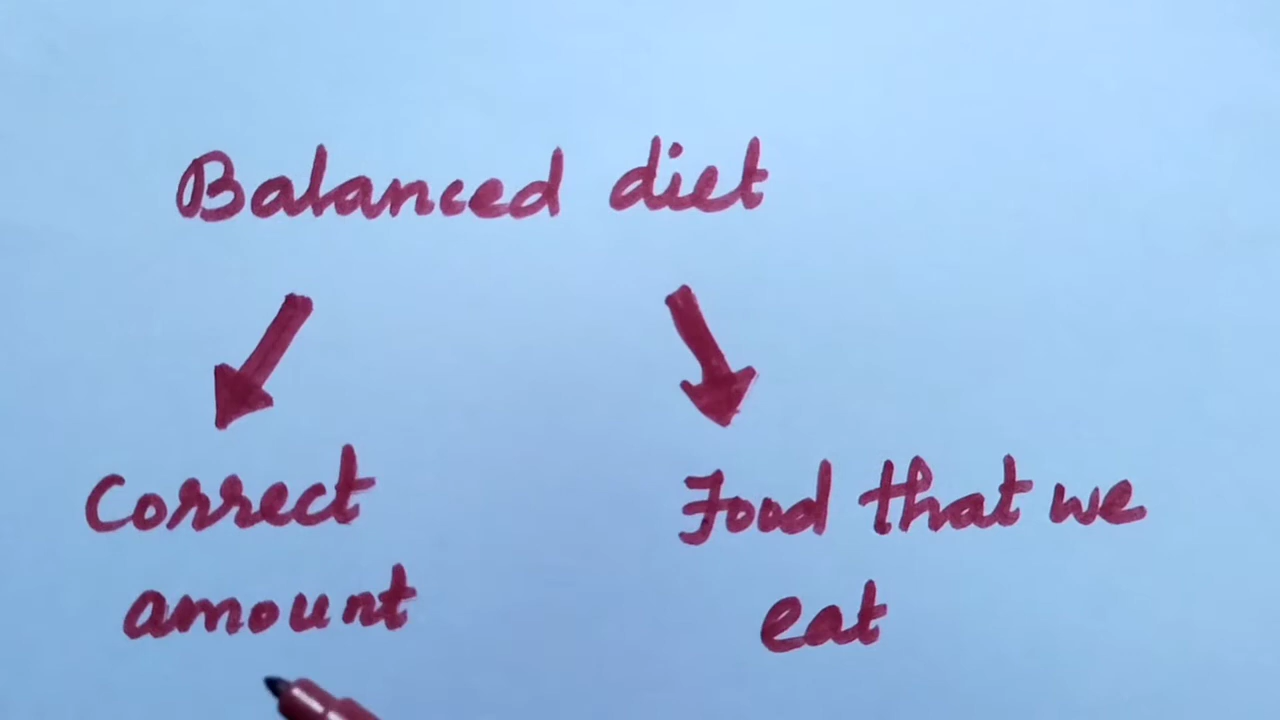 Balanced diet
Correct
amount
Food that we
eat